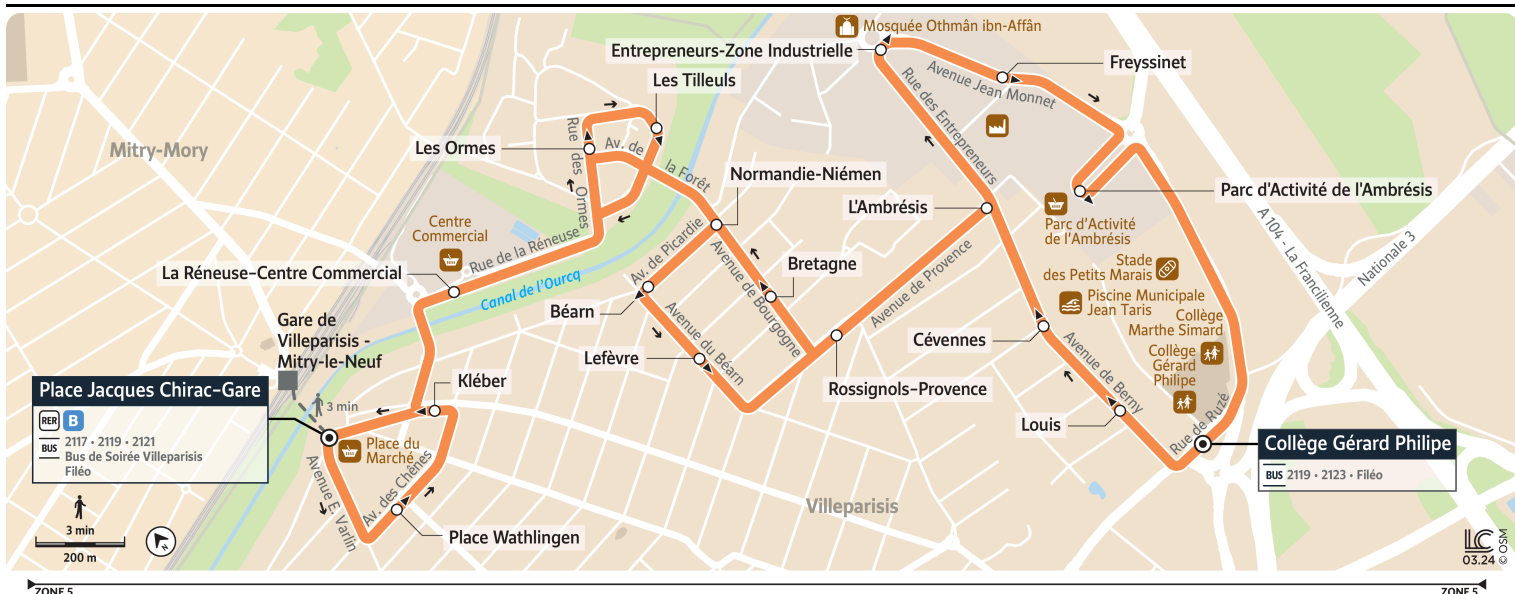 Mosquée Othmân ibn-Affân
Entrepreneurs-Zone Industrielle
Freyssinet
Les Tilleuls
Avenue Jean Monnet
Rue des Entrepreneurs
Rue des Ormes
Av. de la Forêt
Les Ormes
Mitry-Mory
Normandie-Niémen
Parc d'Activité de l'Ambrésis
L'Ambrésis
Parc d'Activité
de l'Ambrésis
A 104 - La Francilienne
Nationale 3
Centre
Commercial
Rue de la Réneuse
Av. de Picardie
Avenue de Bourgogne
Bretagne
Avenue de Provence
Stade
des Petits Marais
La Réneuse-Centre Commercial
Canal de l'Ourcq
Béarn
Piscine Municipale
Jean Taris
Collège
Marthe Simard
Gare de
Villeparisis -
Mitry-le-Neuf
Avenue du Béarn
Lefèvre
Cévennes
Avenue de Berny
Collège
Gérard
Philipe
Kléber
Rossignols-Provence
Place Jacques Chirac-Gare
RER B
BUS
2117 • 2119 • 2121
Bus de Soirée Villeparisis
Filéo
3 min
Place du
Marché
Louis
Rue de Ruzé
Collège Gérard Philipe
BUS 2119 • 2123 • Filéo
Avenue E. Varlin
Av. des Chênes
Place Wathlingen
Villeparisis
3 min
200 m
N
LC
03.24
© OSM
ZONE 5
ZONE 5